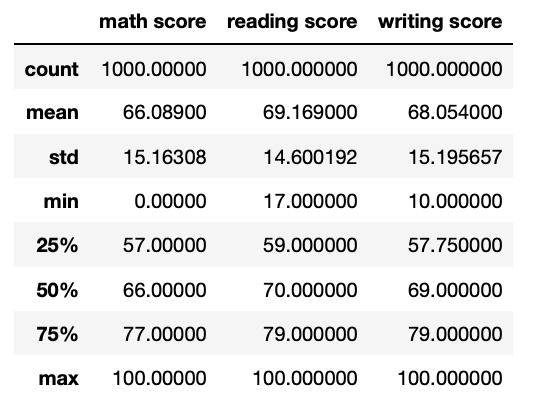 math score reading score writing score
count 1000.00000 1000.000000 1000.000000
mean 66.08900 69.169000 68.054000
std 15.16308 14.600192 15.195657
min 0.00000 17.000000 10.000000
25% 57.00000 59.000000 57.750000
50% 66.00000 70.000000 69.000000
75% 77.00000 79.000000 79.000000
max 100.00000 100.000000 100.000000